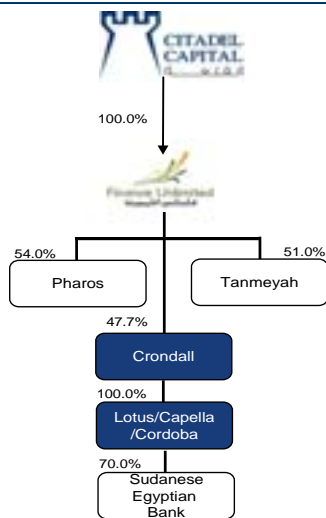 CITADEL
CAPITAL
100.0%
Finance Unlimited
54.0%
51.0%
Pharos
Tanmeyah
47.7%
Crondall
100.0%
Lotus/Capella
/Cordoba
70.0%
Sudanese
Egyptian
Bank